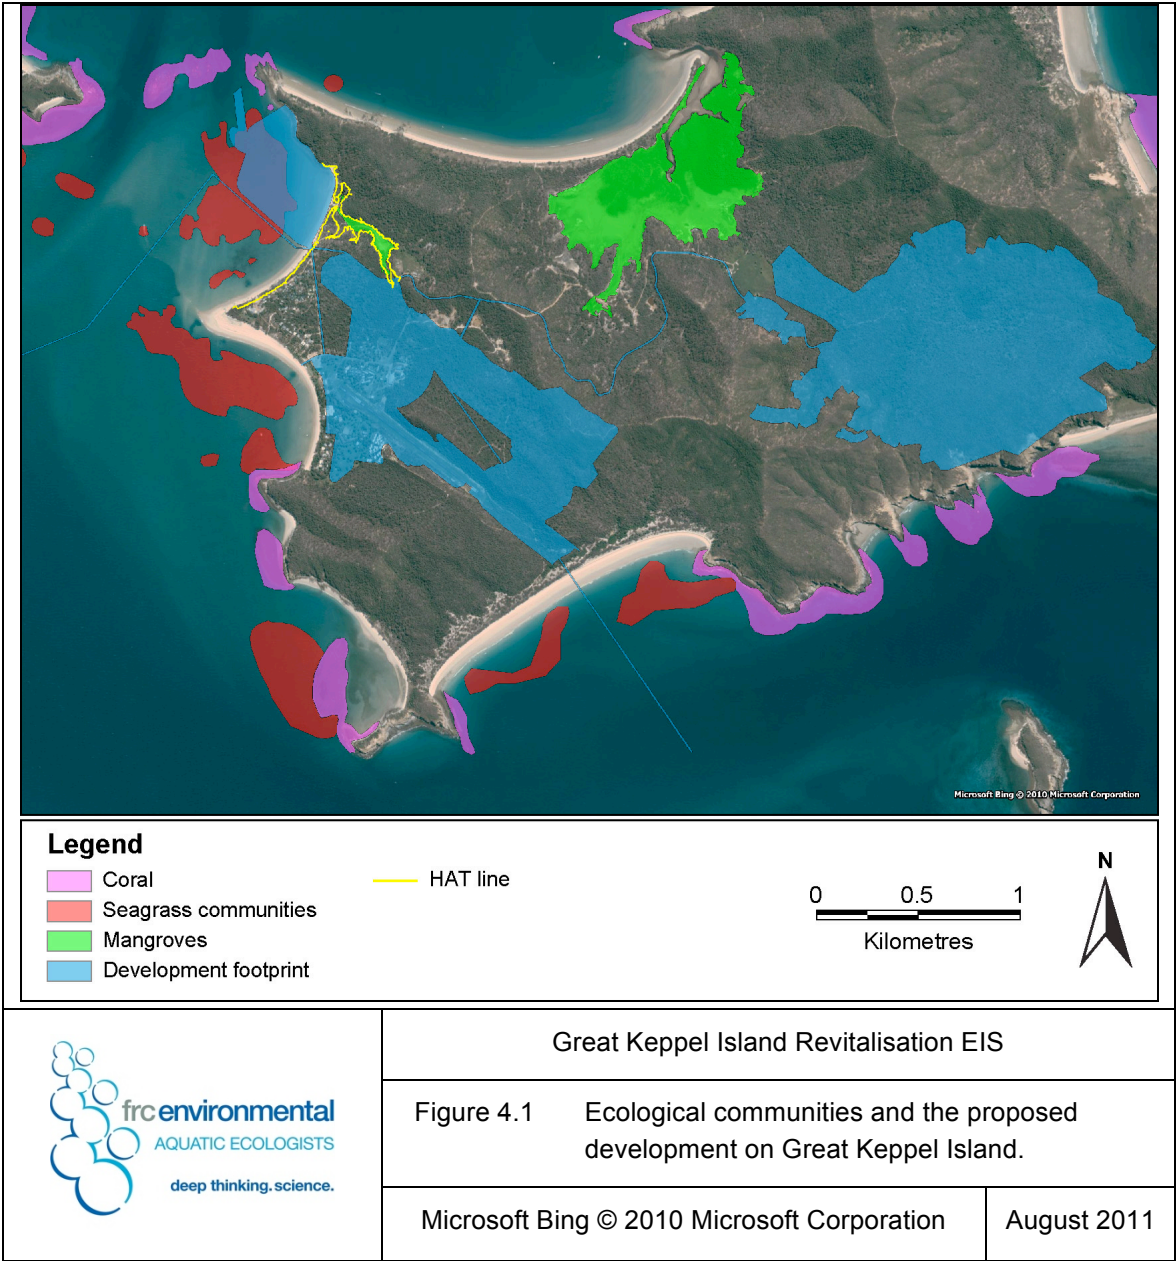 Microsoft Bing © 2010 Microsoft Corporation
Legend
Coral
Seagrass communities
Mangroves
Development footprint
HAT line
0 0.5 1
Kilometres
N
frcenvironmental
AQUATIC ECOLOGISTS
deep thinking.science.
Great Keppel Island Revitalisation EIS
Figure 4.1 Ecological communities and the proposed
development on Great Keppel Island.
Microsoft Bing © 2010 Microsoft Corporation
August 2011